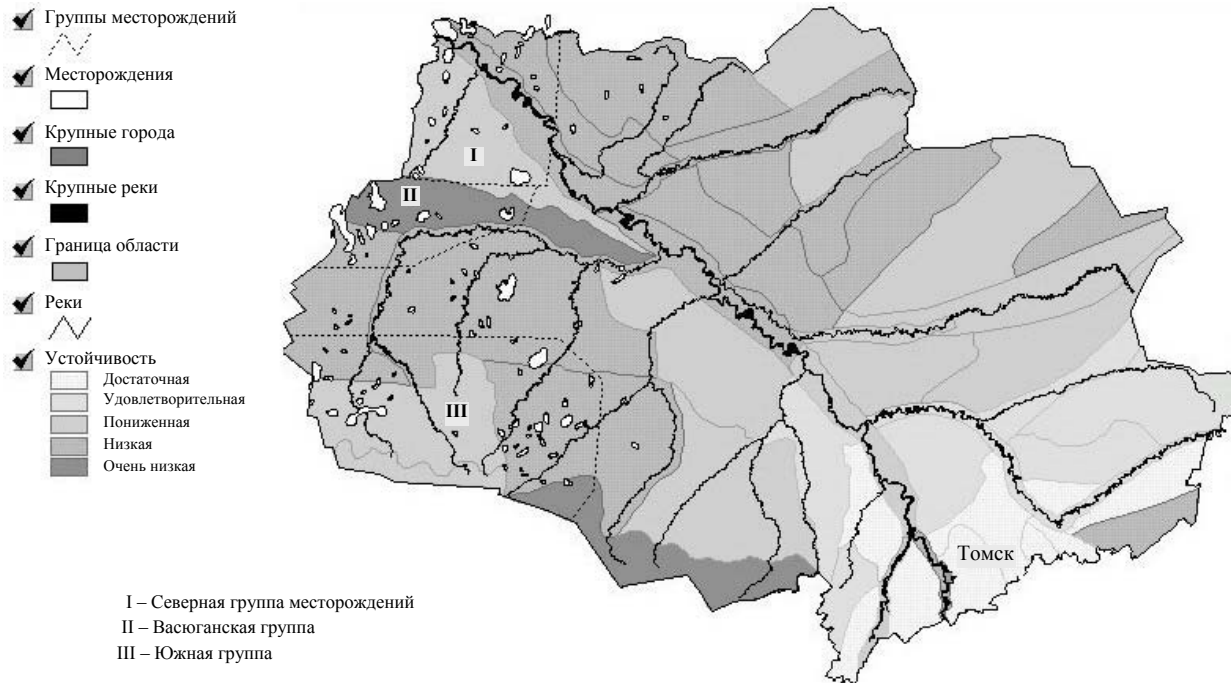 Группы месторождений
Месторождения
Крупные города
Крупные реки
Граница области
Реки
Устойчивость
Достаточная
Удовлетворительная
Пониженная
Низкая
Очень низкая
I
II
III
Томск
I – Северная группа месторождений
II – Васюганская группа
III – Южная группа